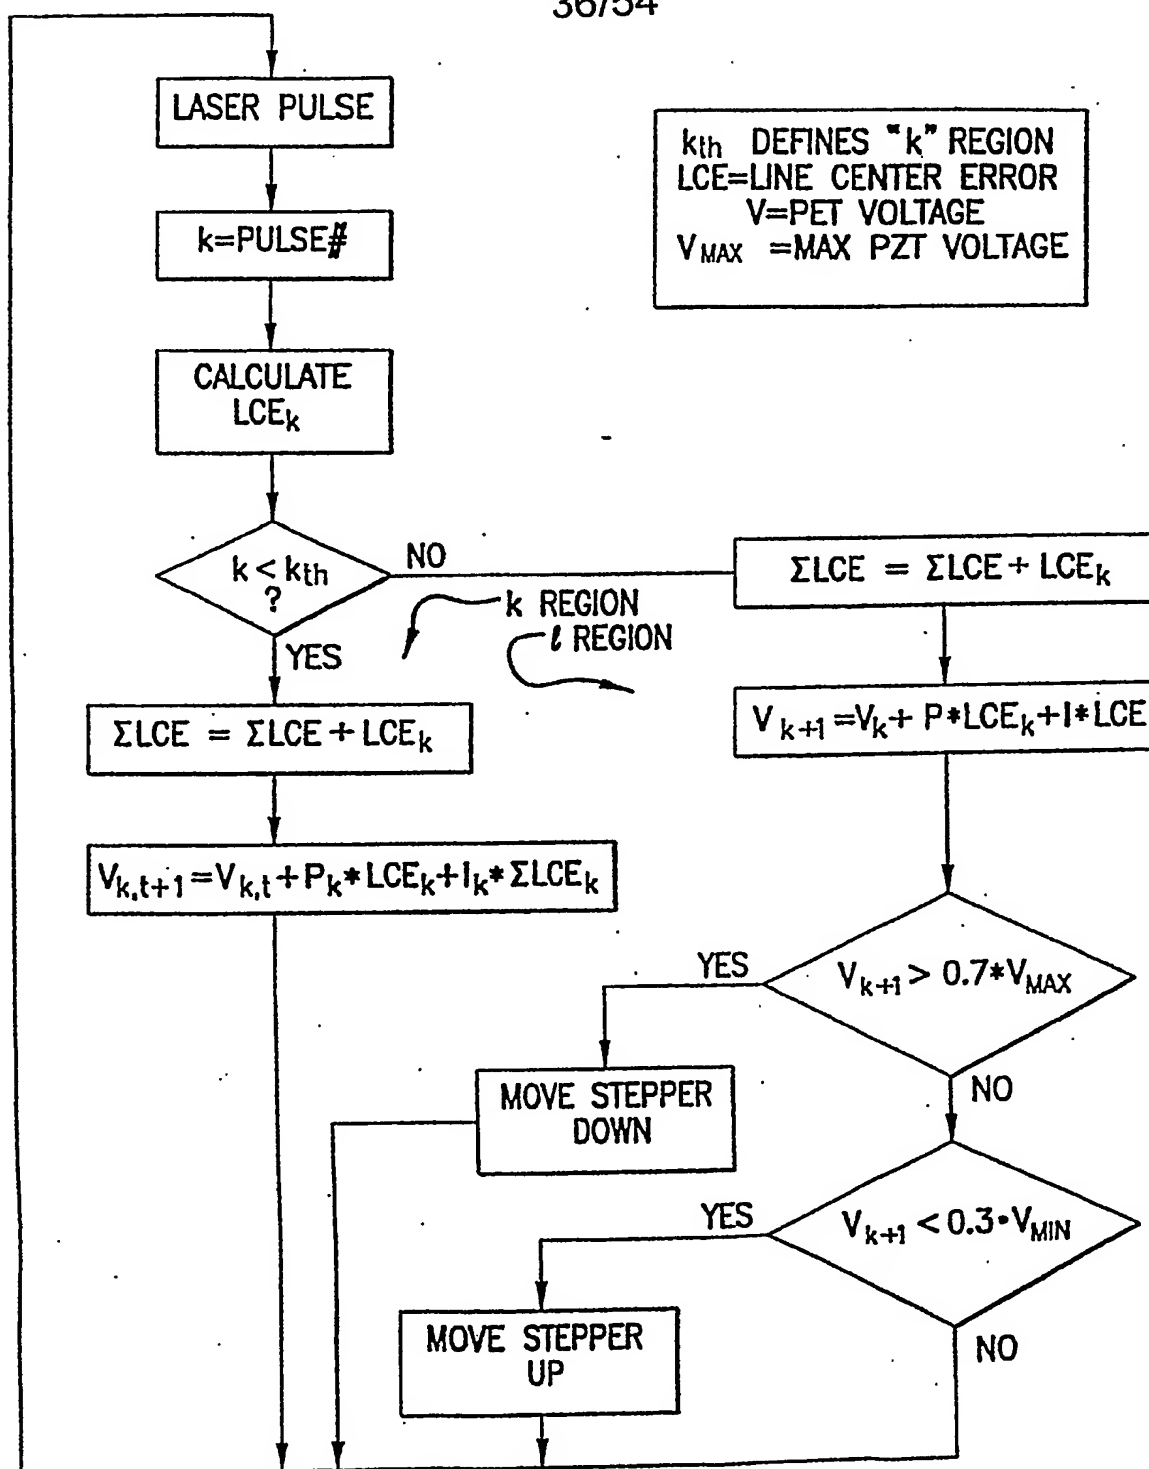 36/54
LASER PULSE
k=PULSE#
CALCULATE
LCEk
kth DEFINES "k" REGION
LCE=LINE CENTER ERROR
V=PET VOLTAGE
VMAX =MAX PZT VOLTAGE
k < kth
?
NO
YES
k REGION
ℓ REGION
ΣLCE = ΣLCE + LCEk
Vk,t+1 = Vk,t + Pk* LCEk+Ik* ΣLCEk
ΣLCE = ΣLCE + LCEk
Vk+1 =Vk + P*LCEk+I*LCE
Vk+1 > 0.7*VMAX
YES
NO
MOVE STEPPER
DOWN
Vk+1 < 0.3•VMIN
YES
NO
MOVE STEPPER
UP